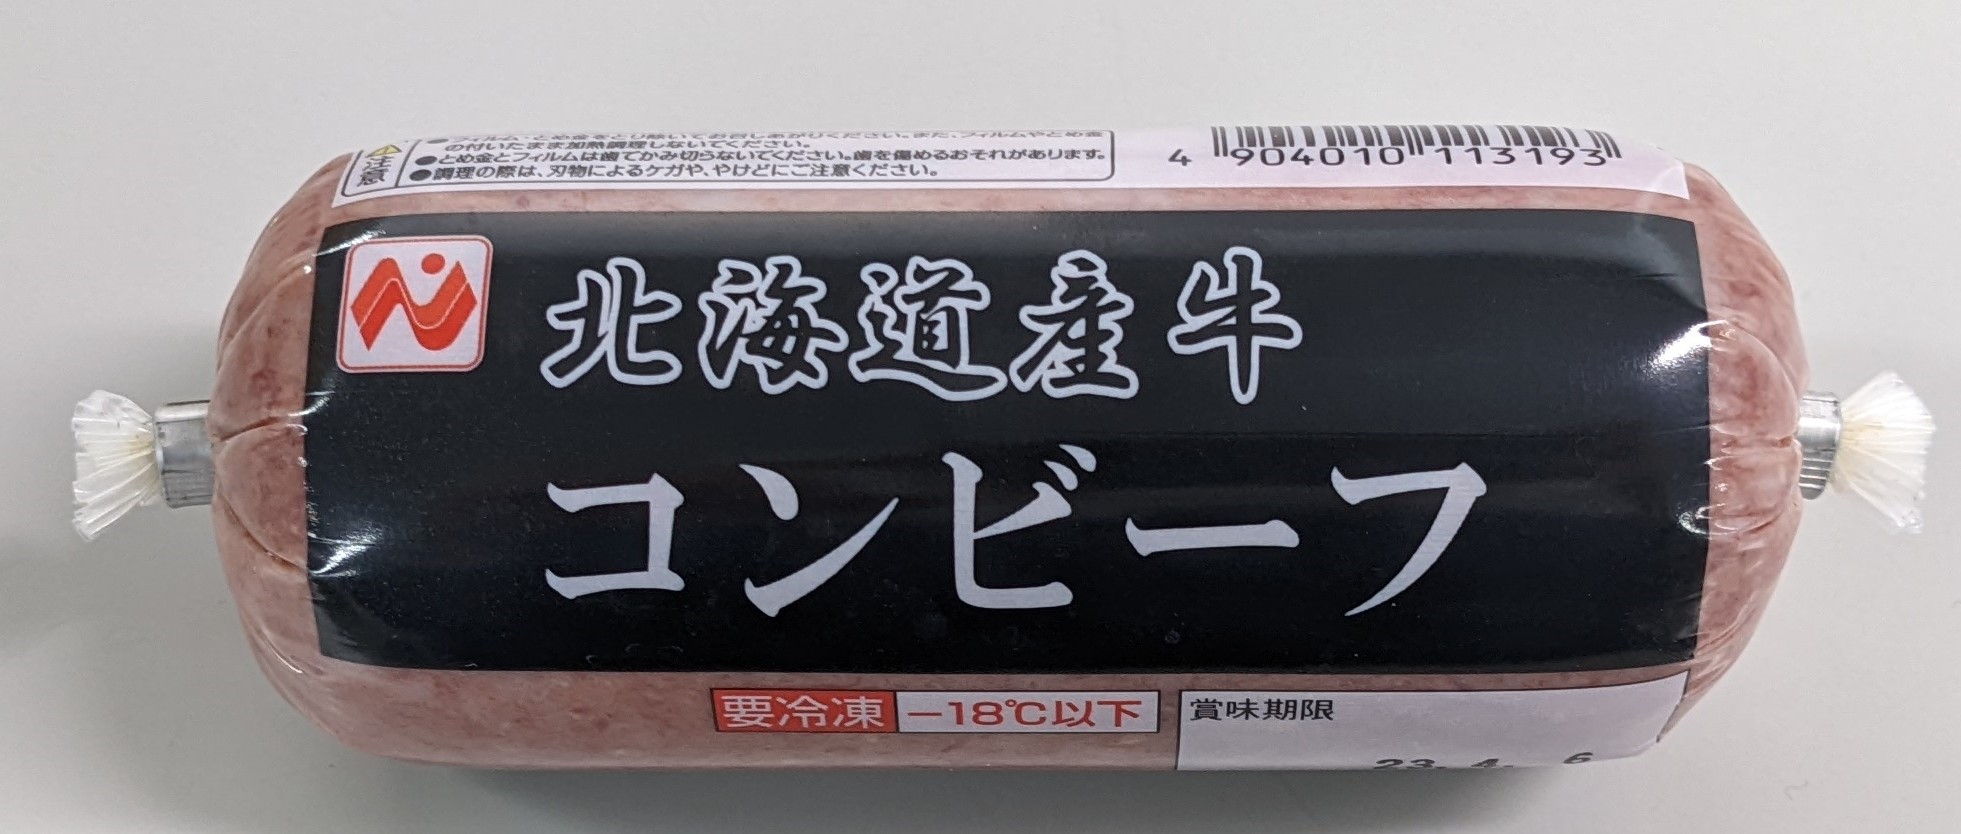 注意
●フィルム・とめ金をとり除いてお召しあがりください。また、フィルムやとめ金
の付いたまま加熱調理しないでください。
●とめ金とフィルムは歯でかみ切らないでください。歯を傷めるおそれがあります。
●調理の際は、刃物によるケガや、やけどにご注意ください。
4 904010 113193
北海道産牛
コンビーフ
要冷凍 −18℃以下
賞味期限
23. 4. 6